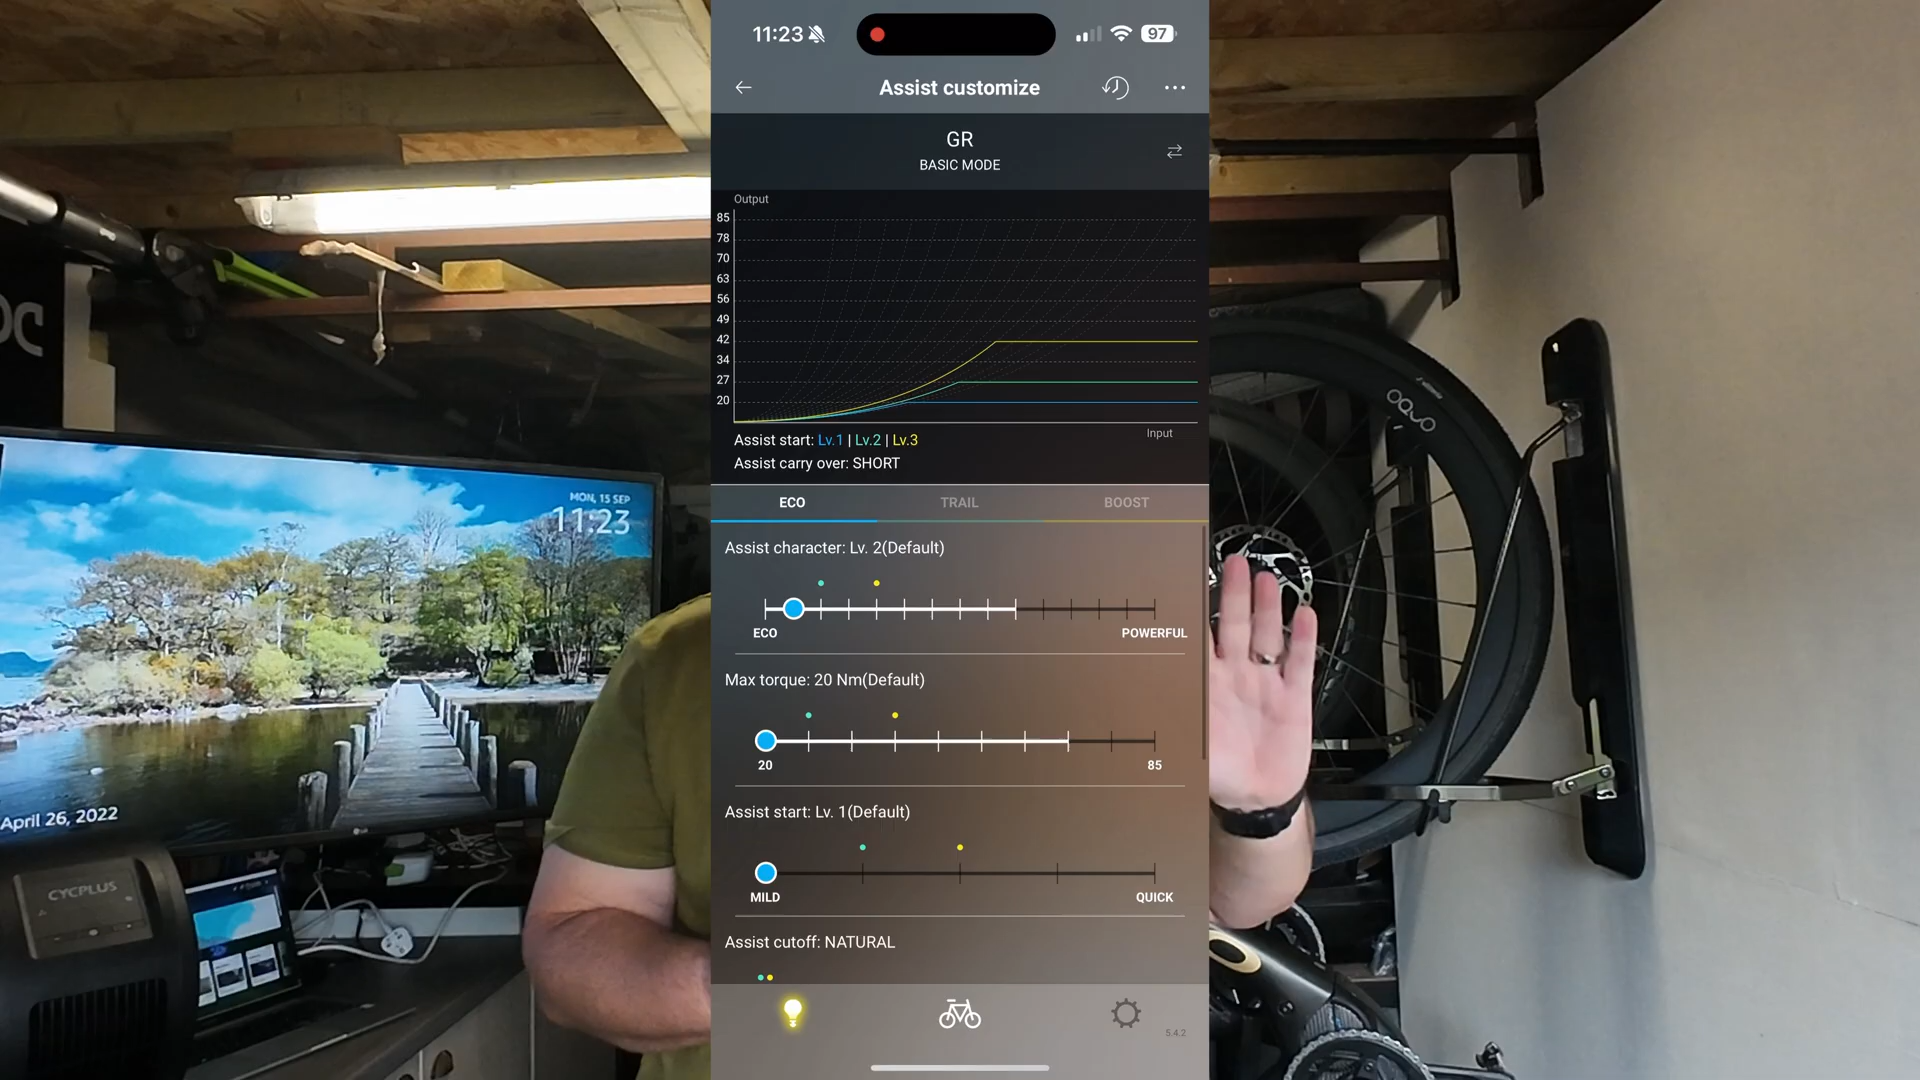 11:23
97
Assist customize
GR
BASIC MODE
Output
85
78
70
63
56
49
42
34
27
20
Input
Assist start: Lv.1 | Lv.2 | Lv.3
Assist carry over: SHORT
ECO TRAIL BOOST
Assist character: Lv. 2(Default)
ECO POWERFUL
Max torque: 20 Nm(Default)
20 85
Assist start: Lv. 1(Default)
MILD QUICK
Assist cutoff: NATURAL
5.4.2
MON, 15 SEP
11:23
April 26, 2022
CYCPLUS